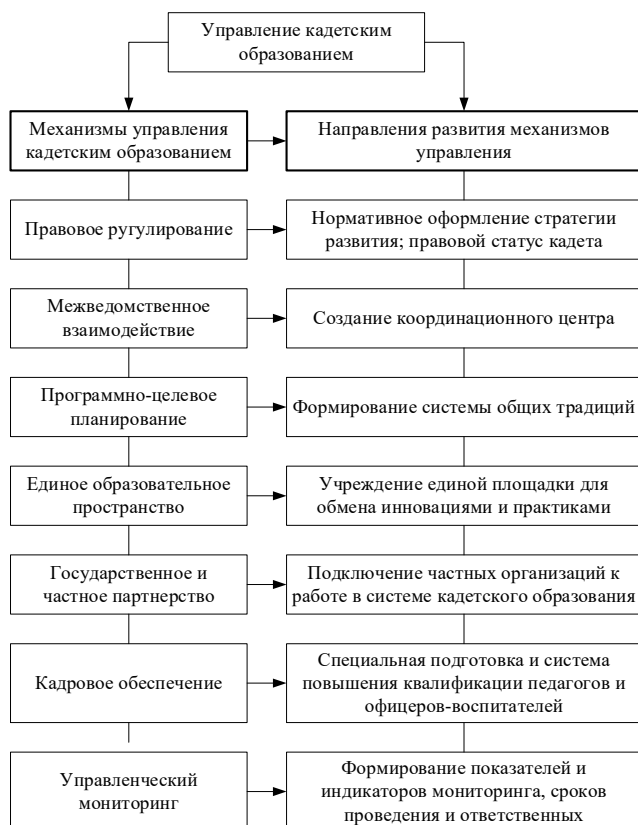 Управление кадетским
образованием
Механизмы управления
кадетским образованием
Направления развития механизмов
управления
Правовое ругулирование
Нормативное оформление стратегии
развития; правовой статус кадета
Межведомственное
взаимодействие
Создание координационного центра
Программно-целевое
планирование
Формирование системы общих традиций
Единое образовательное
пространство
Учреждение единой площадки для
обмена инновациями и практиками
Государственное и
частное партнерство
Подключение частных организаций к
работе в системе кадетского образования
Кадровое обеспечение
Специальная подготовка и система
повышения квалификации педагогов и
офицеров-воспитателей
Управленческий
мониторинг
Формирование показателей и
индикаторов мониторинга, сроков
проведения и ответственных